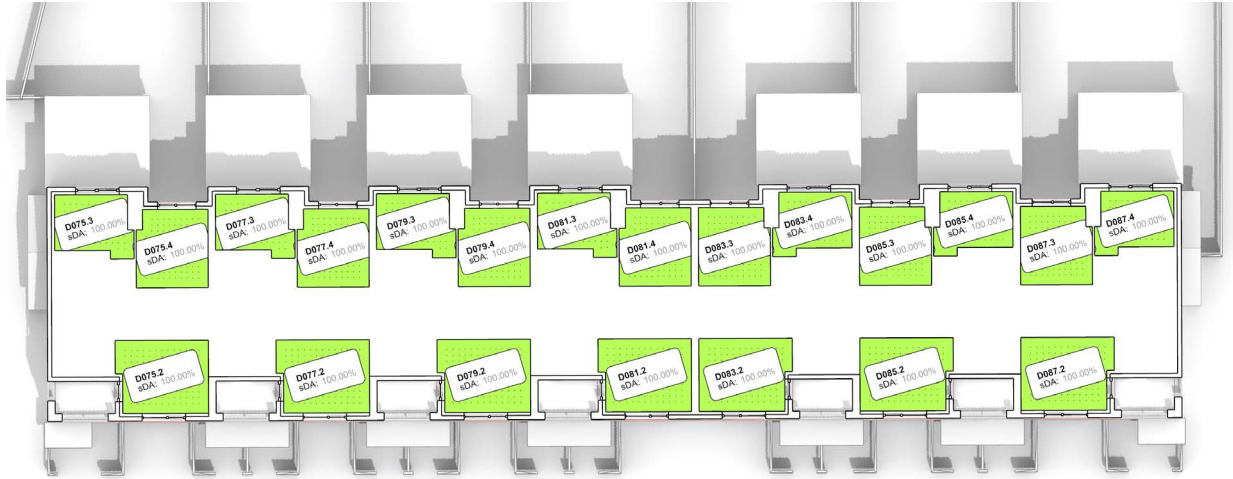 D075.3
sDA: 100.00%
D075.4
sDA: 100.00%
D077.3
sDA: 100.00%
D077.4
sDA: 100.00%
D079.3
sDA: 100.00%
D079.4
sDA: 100.00%
D081.3
sDA: 100.00%
D081.4
sDA: 100.00%
D083.3
sDA: 100.00%
D083.4
sDA: 100.00%
D085.3
sDA: 100.00%
D085.4
sDA: 100.00%
D087.3
sDA: 100.00%
D087.4
sDA: 100.00%
D075.2
sDA: 100.00%
D077.2
sDA: 100.00%
D079.2
sDA: 100.00%
D081.2
sDA: 100.00%
D083.2
sDA: 100.00%
D085.2
sDA: 100.00%
D087.2
sDA: 100.00%